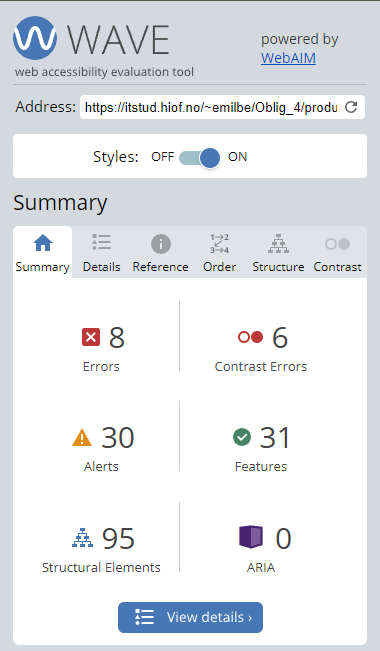 WAVE
powered by
WebAIM
web accessibility evaluation tool
Address: https://itstud.hiof.no/~emilbe/Oblig_4/produ
Styles: OFF ON
Summary
Summary Details Reference Order Structure Contrast
8 6
Errors Contrast Errors
30 31
Alerts Features
95 0
Structural Elements ARIA
View details ›